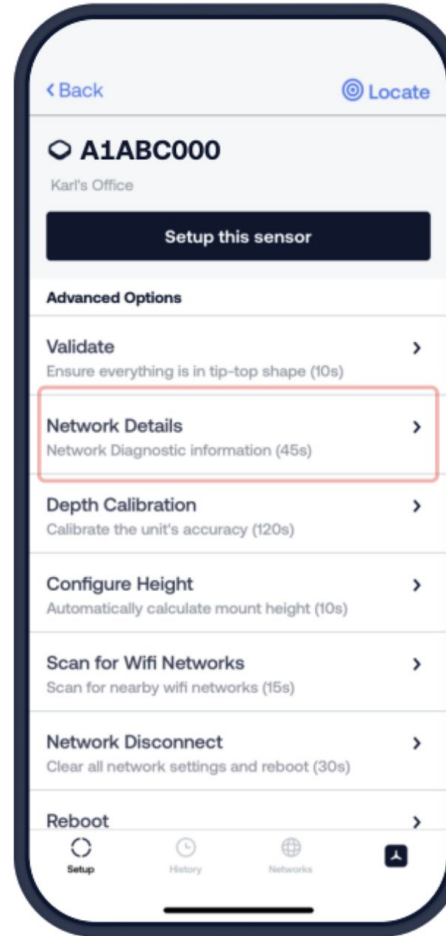 Back
Locate
A1ABC000
Karl's Office
Setup this sensor
Advanced Options
Validate
Ensure everything is in tip-top shape (10s)
Network Details
Network Diagnostic information (45s)
Depth Calibration
Calibrate the unit's accuracy (120s)
Configure Height
Automatically calculate mount height (10s)
Scan for Wifi Networks
Scan for nearby wifi networks (15s)
Network Disconnect
Clear all network settings and reboot (30s)
Reboot
Setup
History
Networks